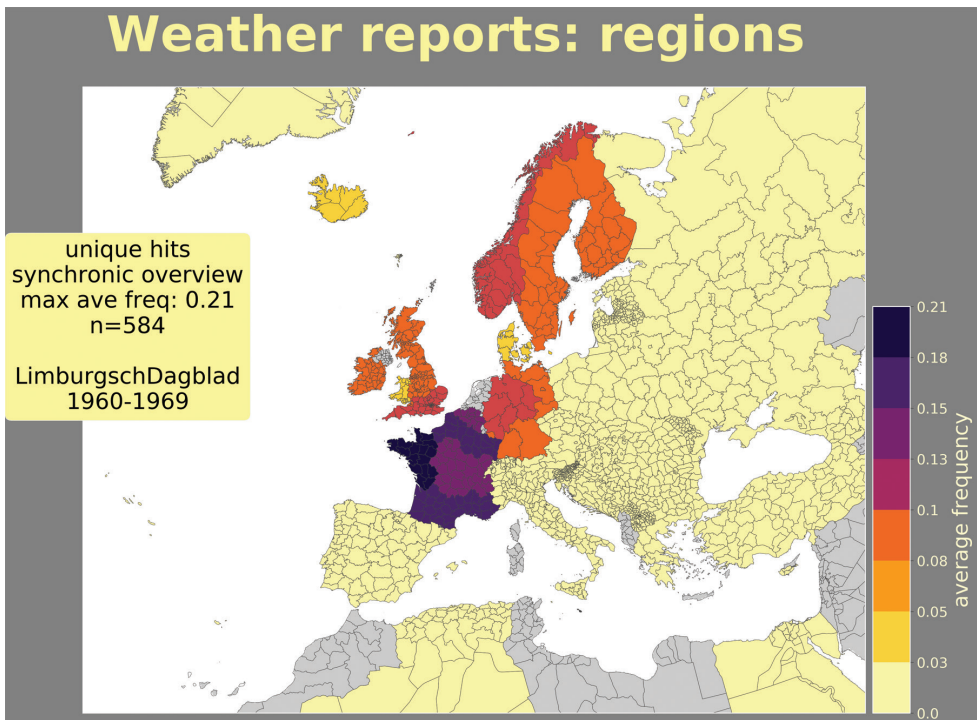 Weather reports: regions
unique hits
synchronic overview
max ave freq: 0.21
n=584
LimburgschDagblad
1960-1969
0.21
0.18
0.15
0.13
0.1
0.08
0.05
0.03
0.0
average frequency